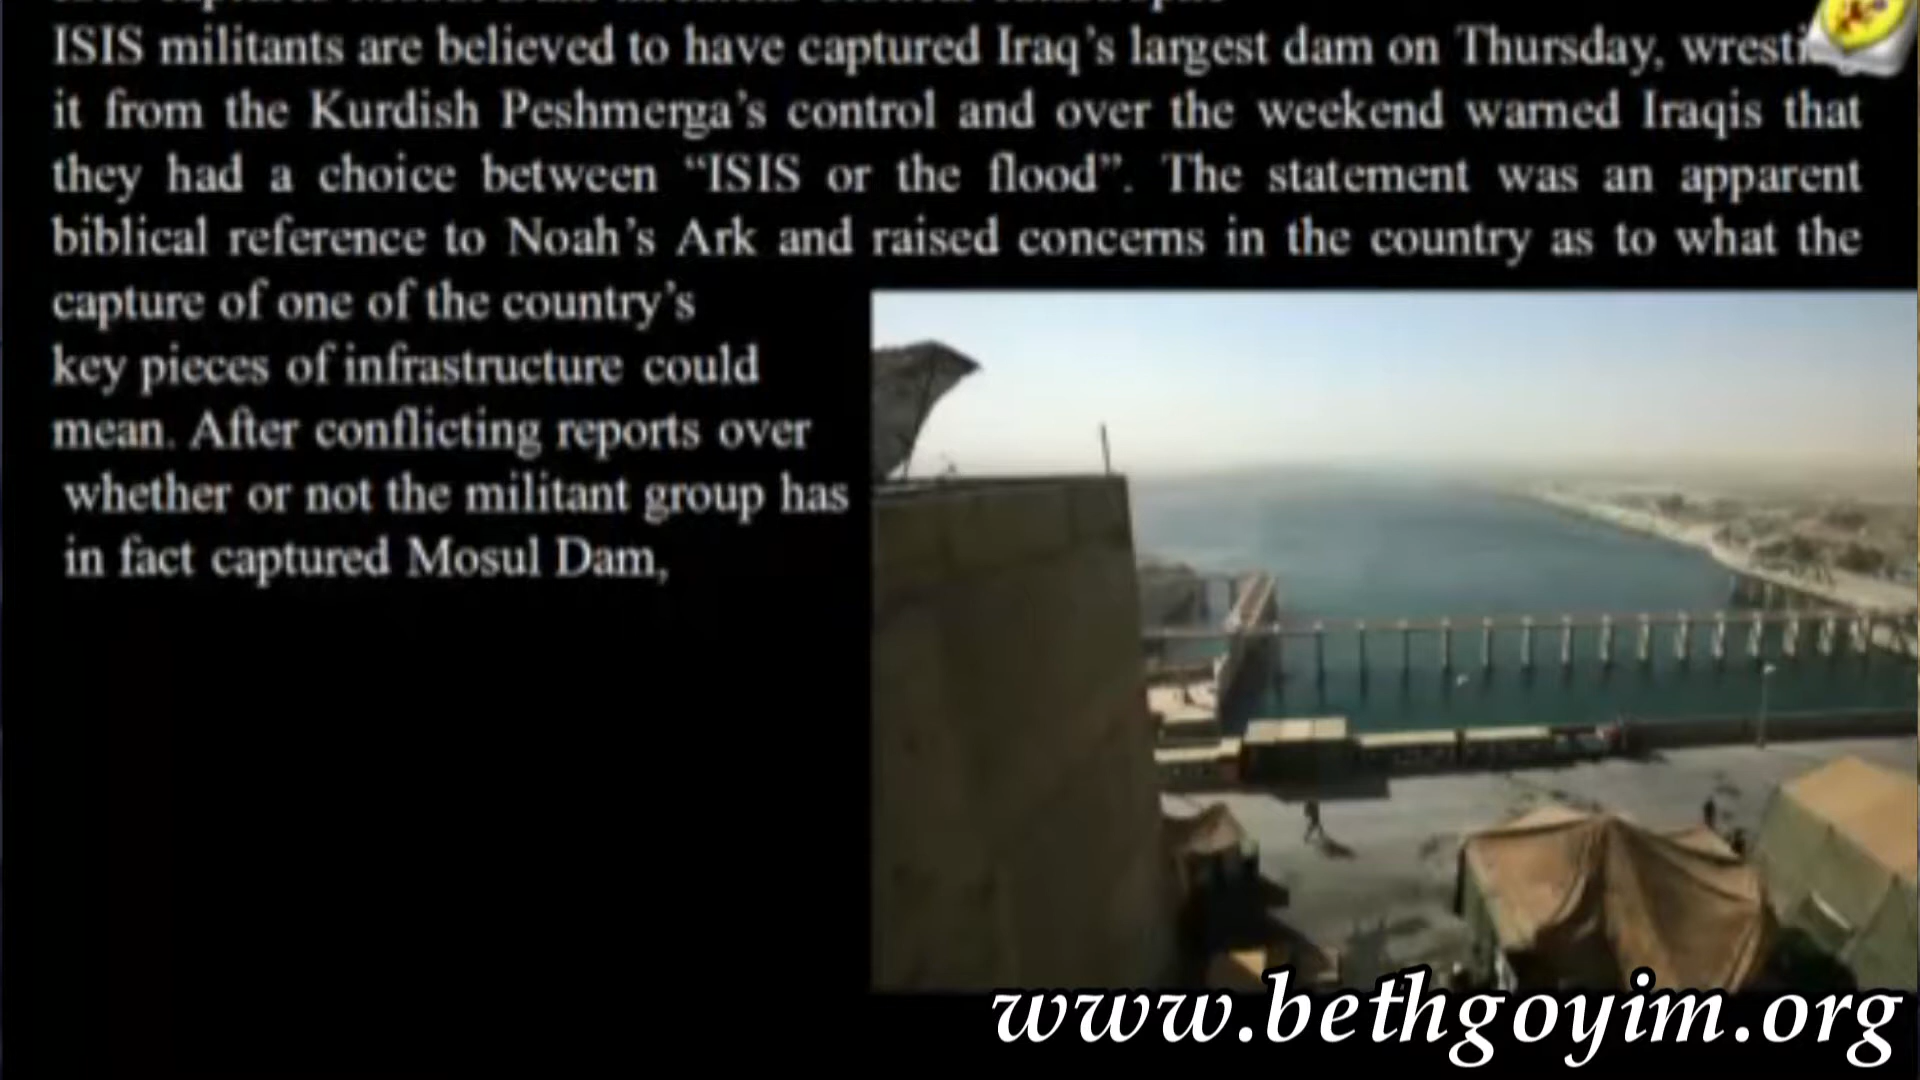 ISIS militants are believed to have captured Iraq's largest dam on Thursday, wresti
it from the Kurdish Peshmerga's control and over the weekend warned Iraqis that
they had a choice between “ISIS or the flood”. The statement was an apparent
biblical reference to Noah's Ark and raised concerns in the country as to what the
capture of one of the country's
key pieces of infrastructure could
mean. After conflicting reports over
whether or not the militant group has
in fact captured Mosul Dam,
www.bethgoyim.org